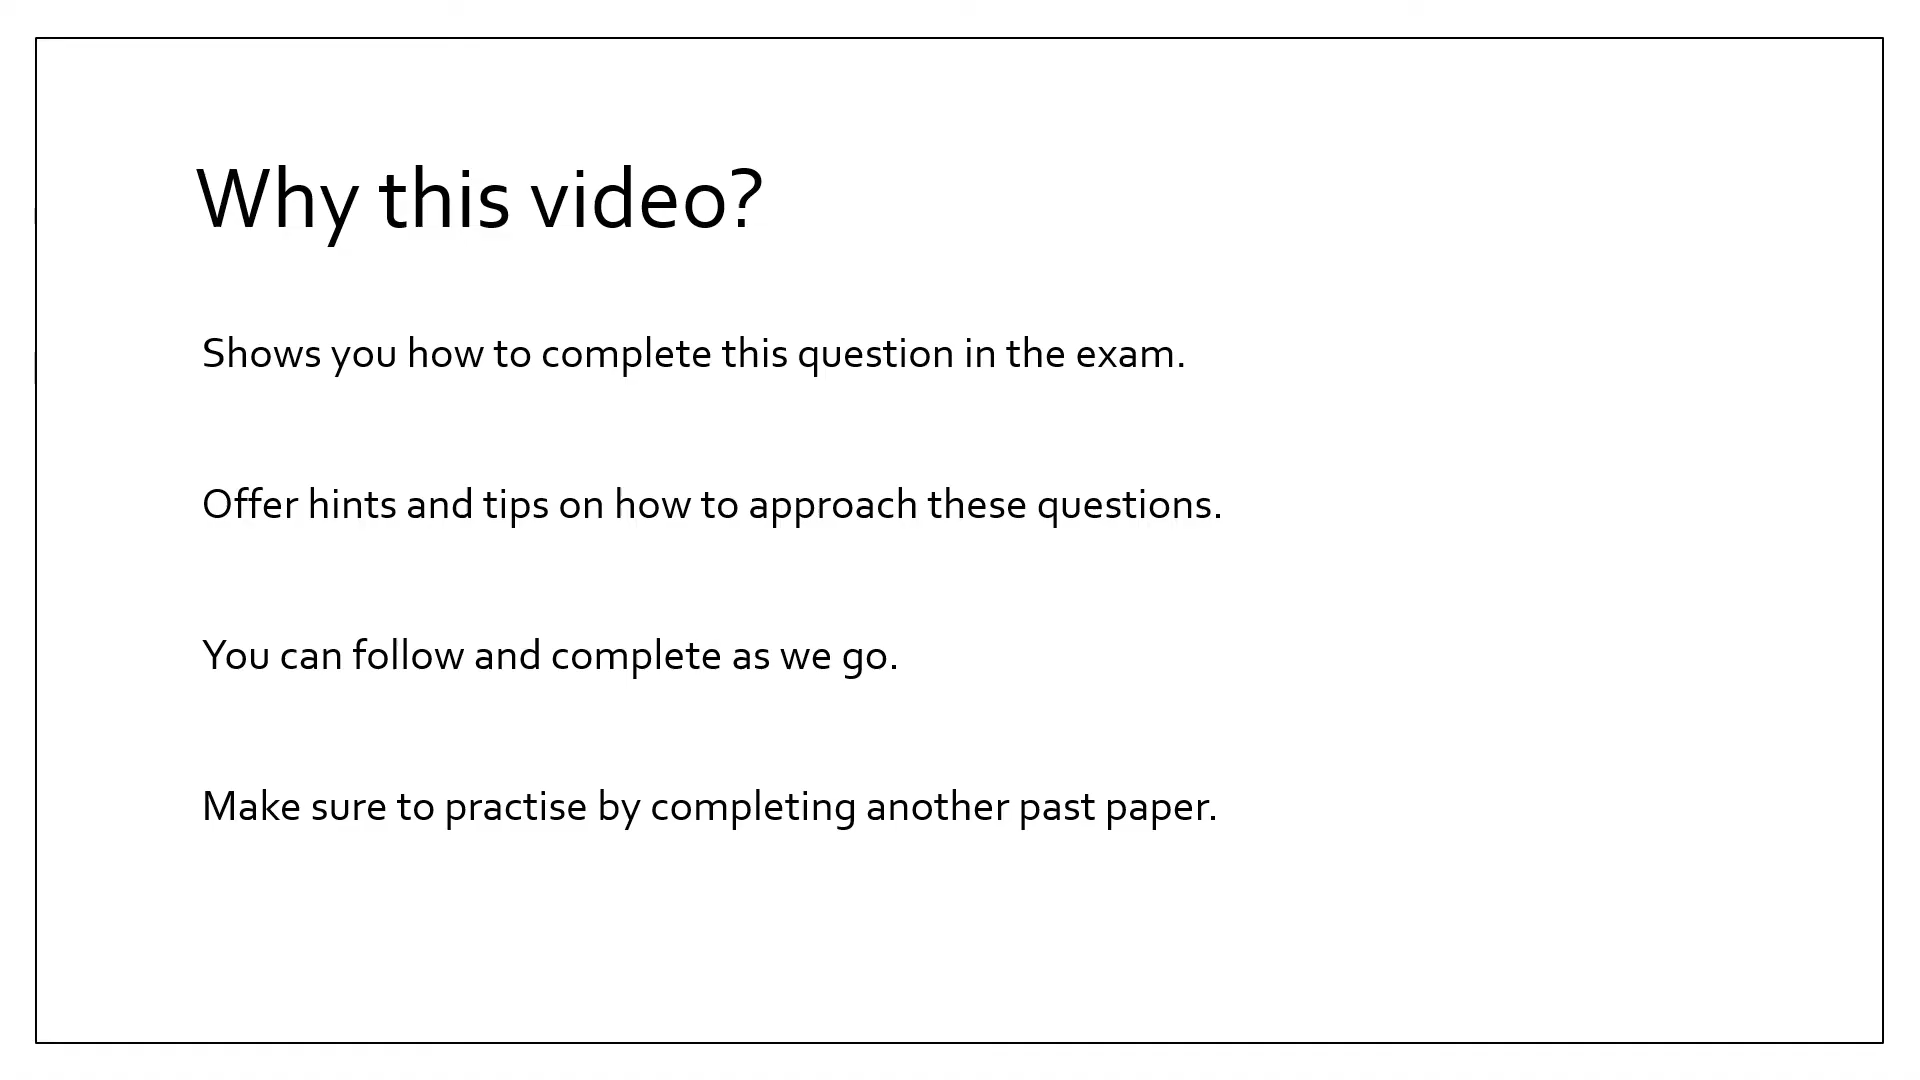 Why this video?
Shows you how to complete this question in the exam.
Offer hints and tips on how to approach these questions.
You can follow and complete as we go.
Make sure to practise by completing another past paper.